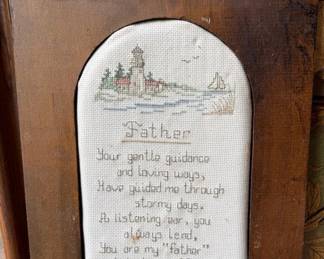 Father
Your gentle guidance
and loving ways,
Have guided me through
stormy days.
A listening ear, you
always lend,
You are my "father"